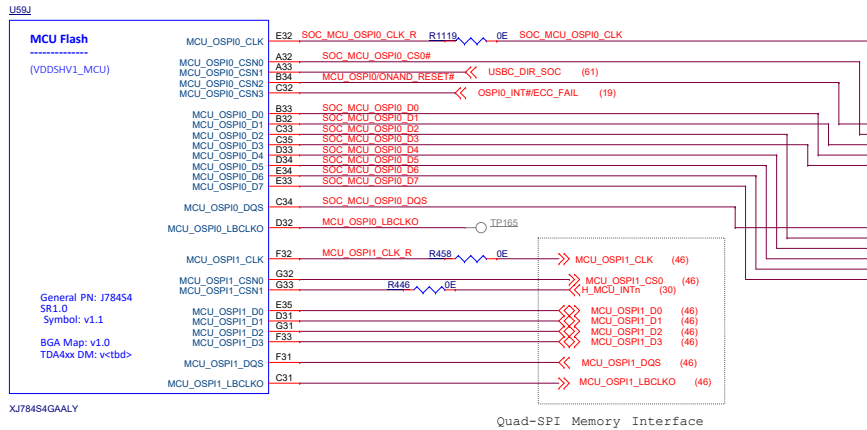 U59J
MCU Flash
--------------
(VDDSHV1_MCU)
MCU_OSPI0_CLK E32 SOC_MCU_OSPI0_CLK_R R1119 0E SOC_MCU_OSPI0_CLK
MCU_OSPI0_CSN0 A32 SOC_MCU_OSPI0_CS0#
MCU_OSPI0_CSN1 A33 USBC_DIR_SOC (61)
MCU_OSPI0_CSN2 B34 MCU_OSPI0/ONAND_RESET#
MCU_OSPI0_CSN3 C32 OSPI0_INT#/ECC_FAIL (19)
MCU_OSPI0_D0 B33 SOC_MCU_OSPI0_D0
MCU_OSPI0_D1 B32 SOC_MCU_OSPI0_D1
MCU_OSPI0_D2 C33 SOC_MCU_OSPI0_D2
MCU_OSPI0_D3 C35 SOC_MCU_OSPI0_D3
MCU_OSPI0_D4 D33 SOC_MCU_OSPI0_D4
MCU_OSPI0_D5 D34 SOC_MCU_OSPI0_D5
MCU_OSPI0_D6 E34 SOC_MCU_OSPI0_D6
MCU_OSPI0_D7 E33 SOC_MCU_OSPI0_D7
MCU_OSPI0_DQS C34 SOC_MCU_OSPI0_DQS
MCU_OSPI0_LBCLKO D32 MCU_OSPI0_LBCLKO TP165
MCU_OSPI1_CLK F32 MCU_OSPI1_CLK_R R458 0E MCU_OSPI1_CLK (46)
MCU_OSPI1_CSN0 G32 MCU_OSPI1_CS0 (46)
MCU_OSPI1_CSN1 G33 R446 0E H_MCU_INTn (30)
MCU_OSPI1_D0 E35 MCU_OSPI1_D0 (46)
MCU_OSPI1_D1 D31 MCU_OSPI1_D1 (46)
MCU_OSPI1_D2 G31 MCU_OSPI1_D2 (46)
MCU_OSPI1_D3 F33 MCU_OSPI1_D3 (46)
MCU_OSPI1_DQS F31 MCU_OSPI1_DQS (46)
MCU_OSPI1_LBCLKO C31 MCU_OSPI1_LBCLKO (46)
General PN: J784S4
SR1.0
Symbol: v1.1
BGA Map: v1.0
TDA4xx DM: v<tbd>
XJ784S4GAALY
Quad-SPI Memory Interface